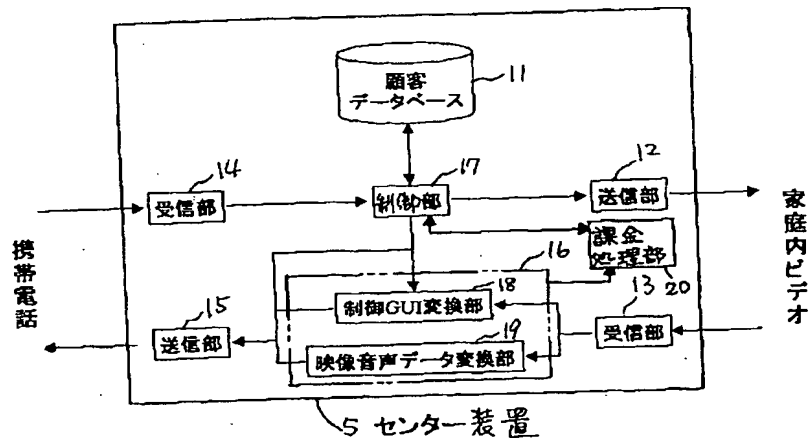 顧客
データベース
11
14
受信部
17
制御部
12
送信部
課金
処理部
20
16
18
制御GUI変換部
15
送信部
19
映像音声データ変換部
13
受信部
携帯電話
家庭内ビデオ
5 センター装置